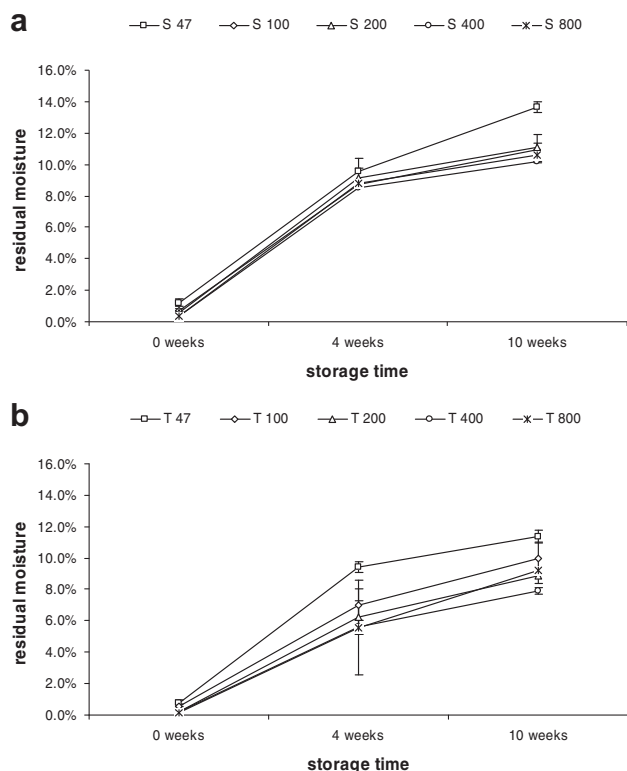 a
S 47 S 100 S 200 S 400 S 800
16.0%
14.0%
12.0%
10.0%
8.0%
6.0%
4.0%
2.0%
0.0%
residual moisture
0 weeks 4 weeks 10 weeks
storage time
b
T 47 T 100 T 200 T 400 T 800
16.0%
14.0%
12.0%
10.0%
8.0%
6.0%
4.0%
2.0%
0.0%
residual moisture
0 weeks 4 weeks 10 weeks
storage time